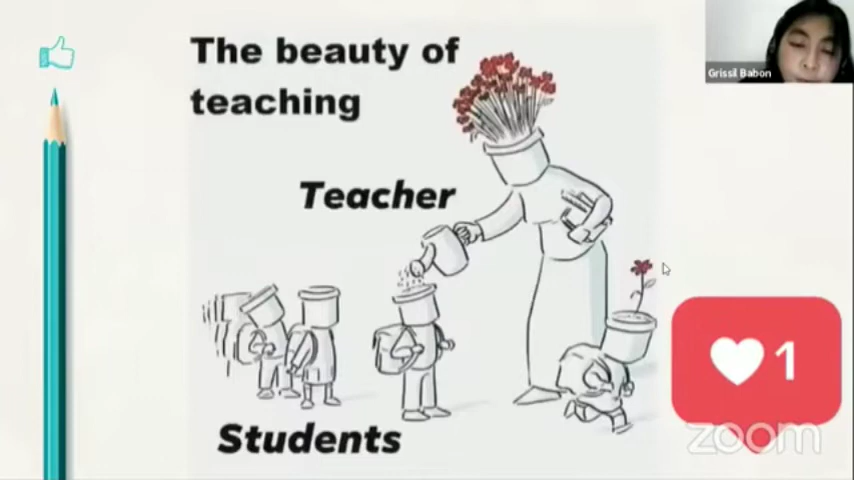 The beauty of
teaching
Grissil Babon
Teacher
1
zoom
Students